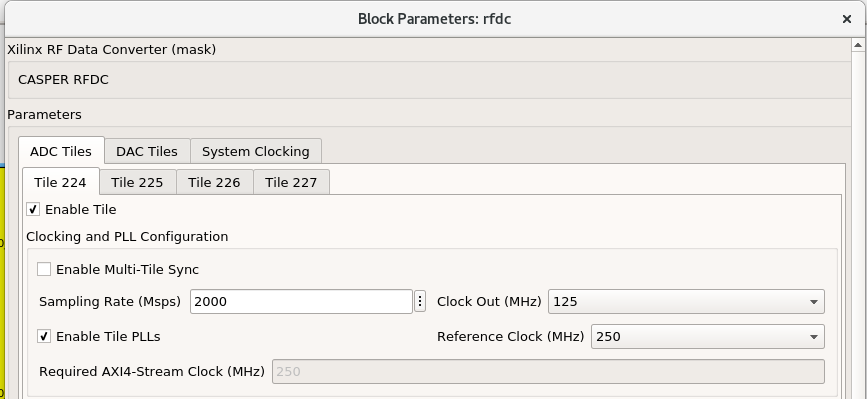 Block Parameters: rfdc
Xilinx RF Data Converter (mask)
CASPER RFDC
Parameters
ADC Tiles DAC Tiles System Clocking
Tile 224 Tile 225 Tile 226 Tile 227
Enable Tile
Clocking and PLL Configuration
Enable Multi-Tile Sync
Sampling Rate (Msps) 2000 Clock Out (MHz) 125
Enable Tile PLLs Reference Clock (MHz) 250
Required AXI4-Stream Clock (MHz) 250